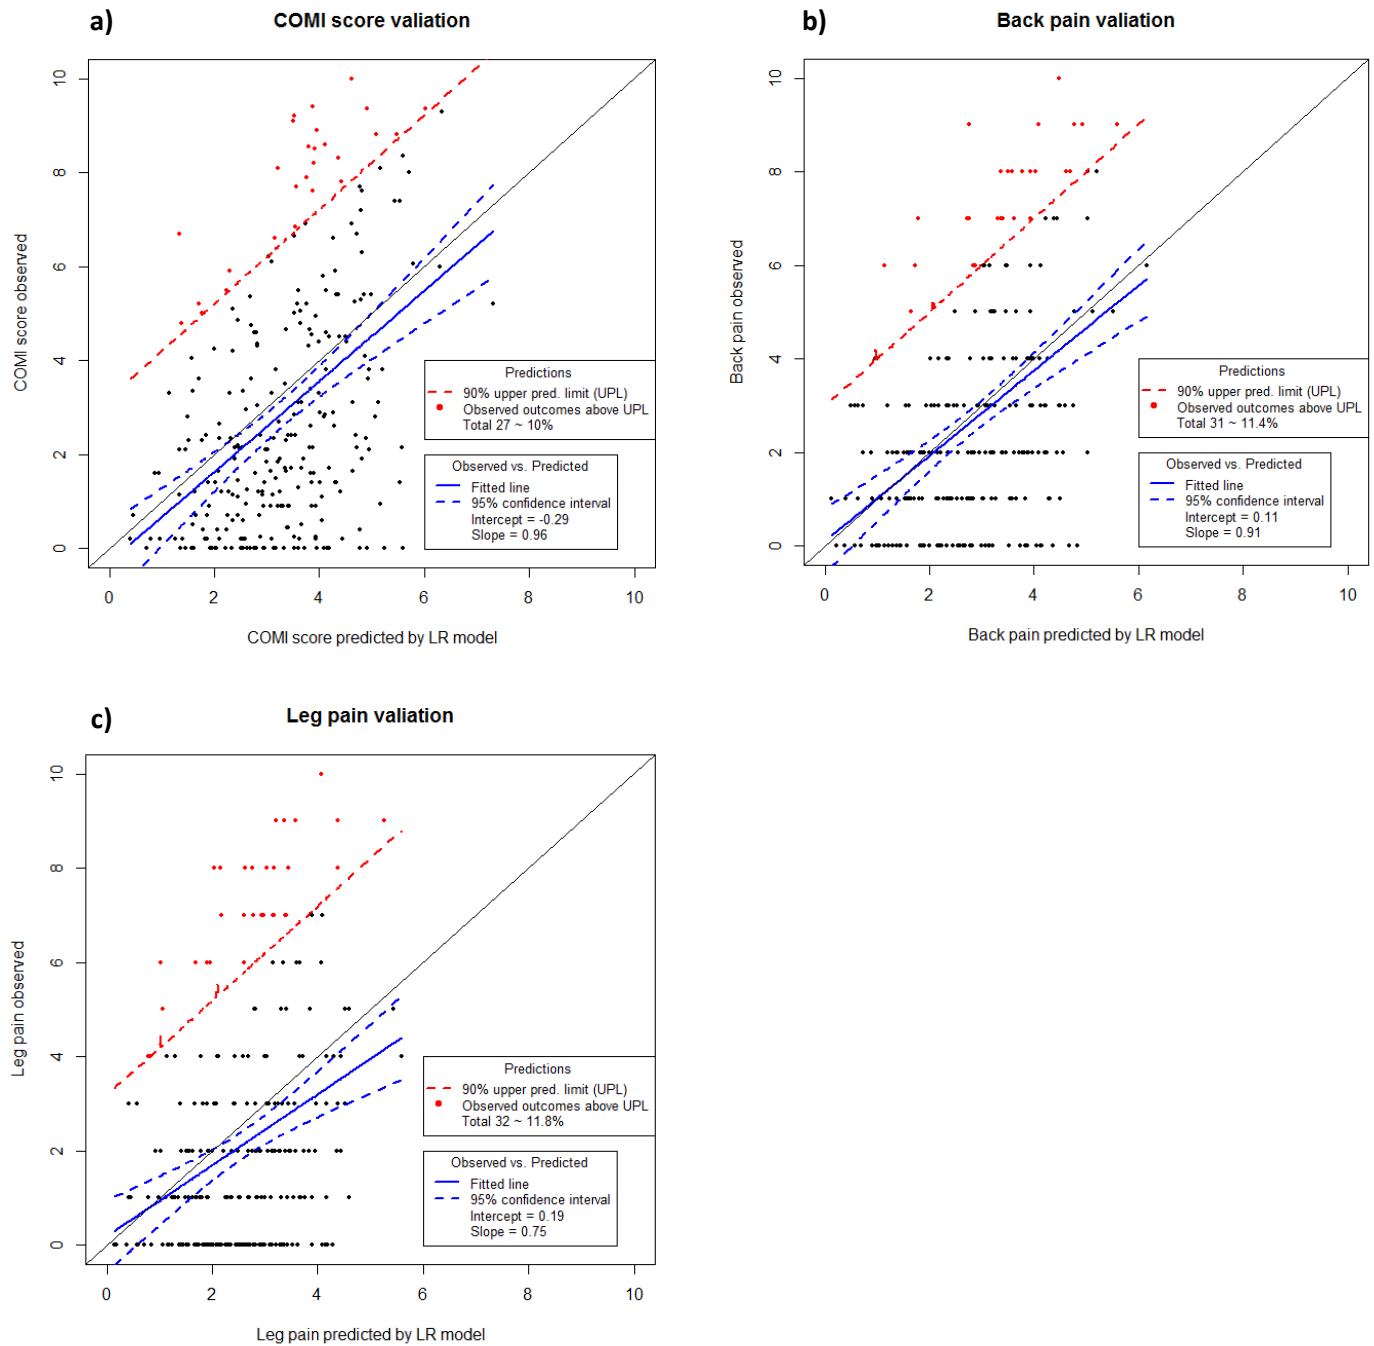 a) COMI score valiation
10
8
6
4
2
0
COMI score observed
Predictions
90% upper pred. limit (UPL)
Observed outcomes above UPL
Total 27 ~ 10%
Observed vs. Predicted
Fitted line
95% confidence interval
Intercept = -0.29
Slope = 0.96
0 2 4 6 8 10
COMI score predicted by LR model
b) Back pain valiation
10
8
6
4
2
0
Back pain observed
Predictions
90% upper pred. limit (UPL)
Observed outcomes above UPL
Total 31 ~ 11.4%
Observed vs. Predicted
Fitted line
95% confidence interval
Intercept = 0.11
Slope = 0.91
0 2 4 6 8 10
Back pain predicted by LR model
c) Leg pain valiation
10
8
6
4
2
0
Leg pain observed
Predictions
90% upper pred. limit (UPL)
Observed outcomes above UPL
Total 32 ~ 11.8%
Observed vs. Predicted
Fitted line
95% confidence interval
Intercept = 0.19
Slope = 0.75
0 2 4 6 8 10
Leg pain predicted by LR model